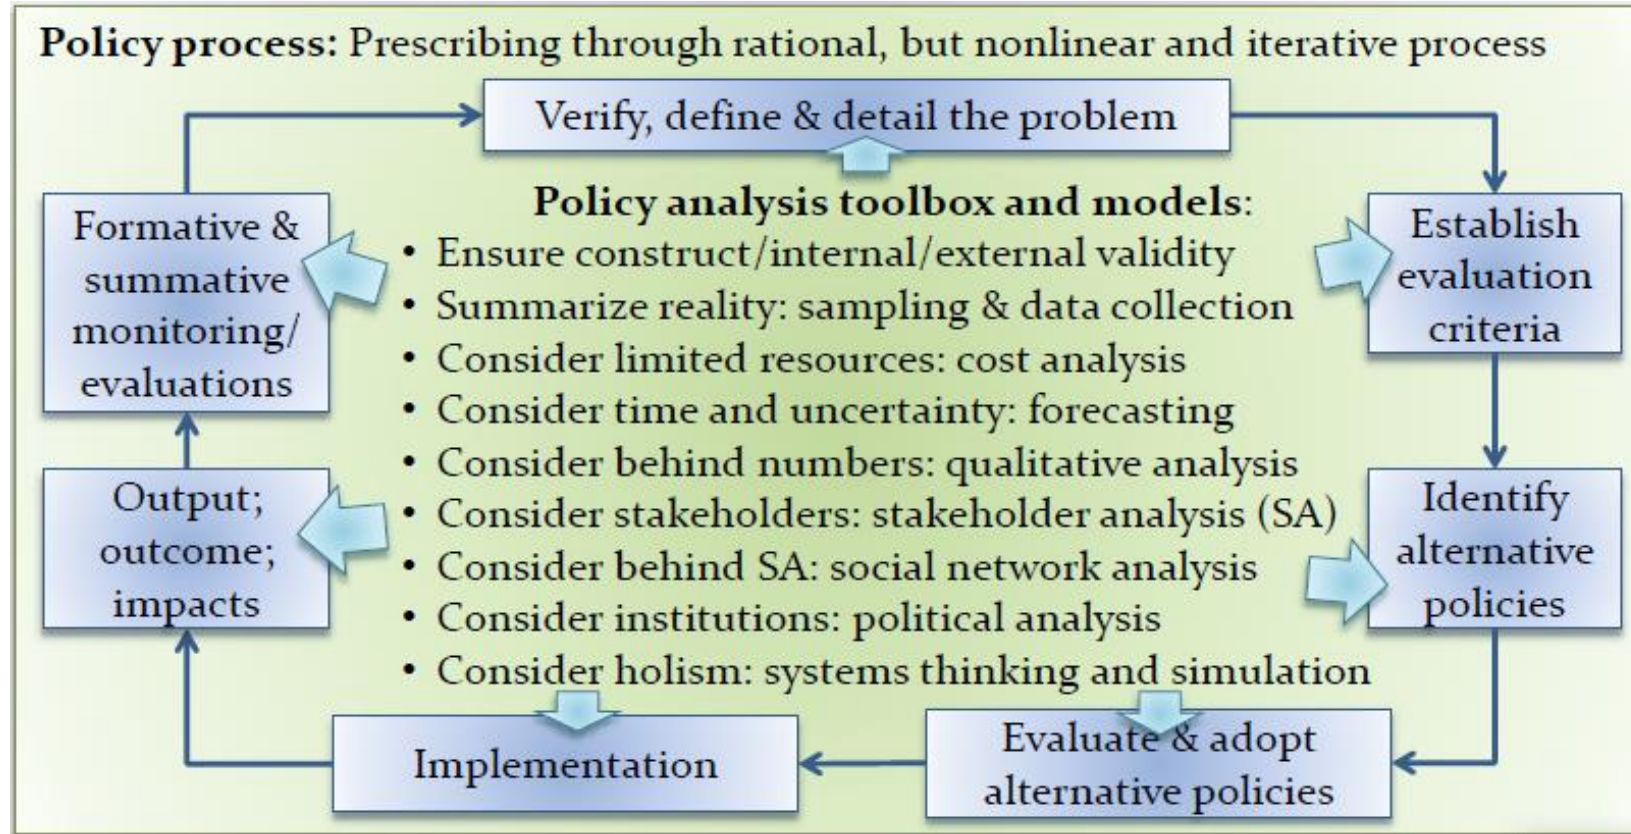 Policy process: Prescribing through rational, but nonlinear and iterative process
Verify, define & detail the problem
Policy analysis toolbox and models:
• Ensure construct/internal/external validity
• Summarize reality: sampling & data collection
• Consider limited resources: cost analysis
• Consider time and uncertainty: forecasting
• Consider behind numbers: qualitative analysis
• Consider stakeholders: stakeholder analysis (SA)
• Consider behind SA: social network analysis
• Consider institutions: political analysis
• Consider holism: systems thinking and simulation
Establish
evaluation
criteria
Identify
alternative
policies
Evaluate & adopt
alternative policies
Implementation
Output;
outcome;
impacts
Formative &
summative
monitoring/
evaluations